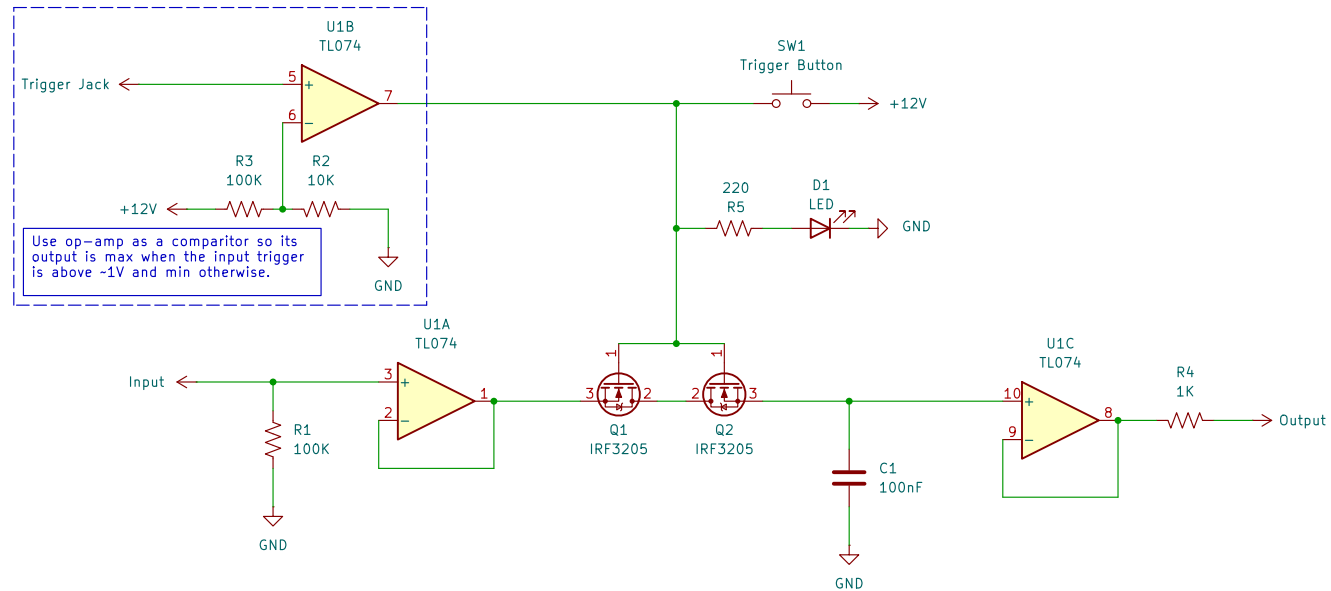 U1B
TL074
Trigger Jack
5
+
6
−
7
SW1
Trigger Button
+12V
R3
100K
R2
10K
+12V
GND
Use op-amp as a comparitor so its
output is max when the input trigger
is above ~1V and min otherwise.
220
R5
D1
LED
GND
U1A
TL074
Input
3
+
2
−
1
R1
100K
GND
1
3
2
Q1
IRF3205
1
2
3
Q2
IRF3205
C1
100nF
GND
U1C
TL074
10
+
9
−
8
R4
1K
Output